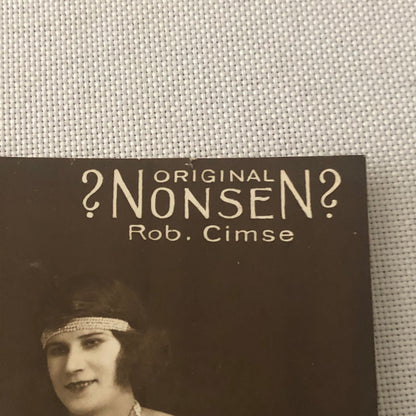 ORIGINAL
?NONSEN?
Rob. Cimse